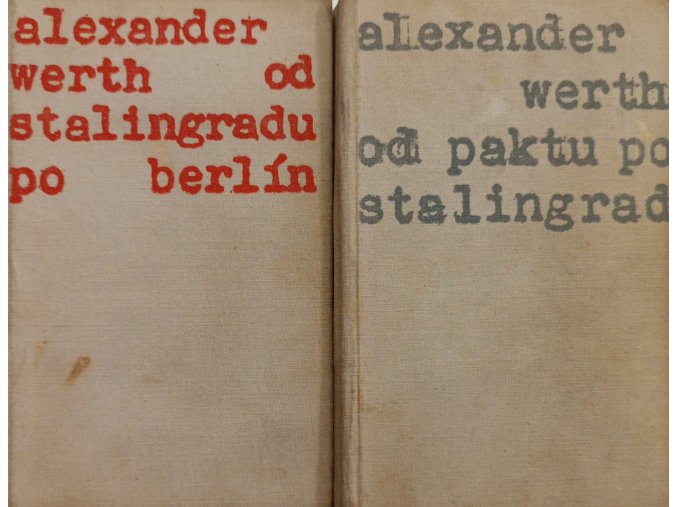 alexander
werth od
stalingradu
po berlín
alexander
werth
od paktu po
stalingrad